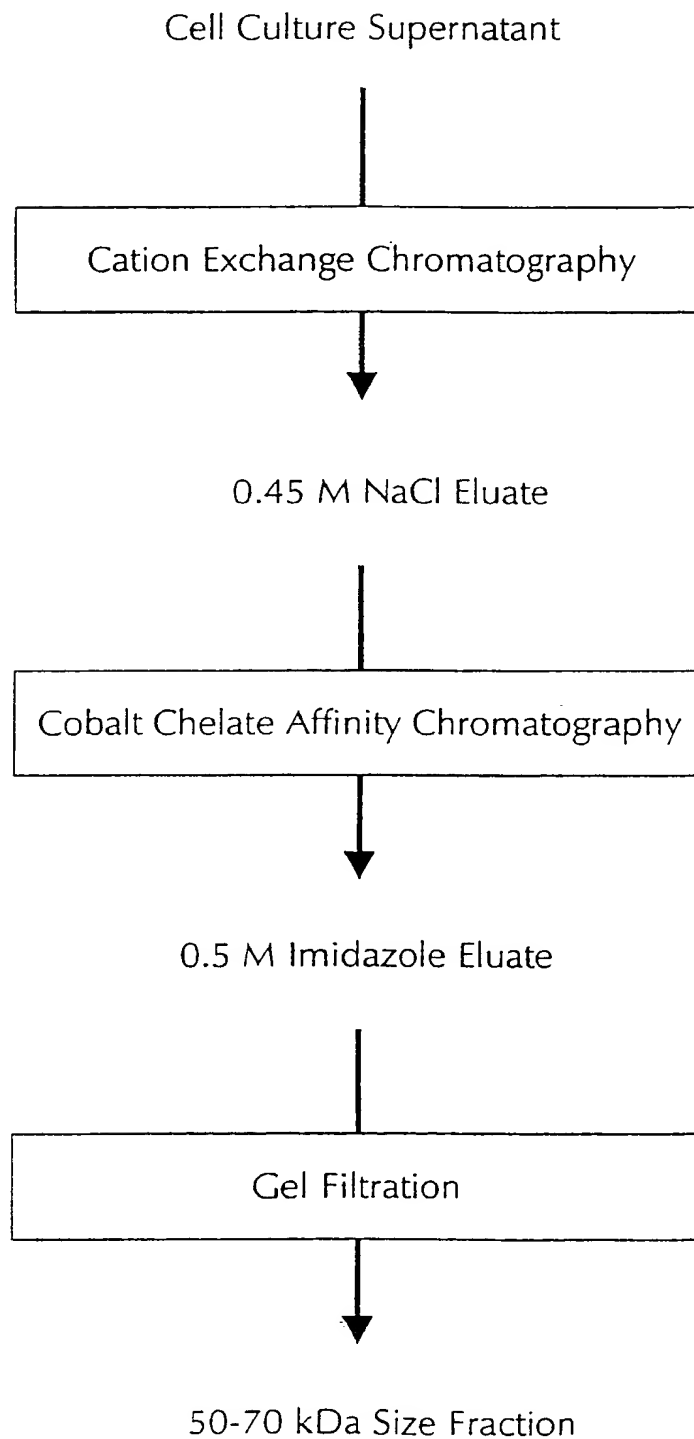 Cell Culture Supernatant
Cation Exchange Chromatography
0.45 M NaCl Eluate
Cobalt Chelate Affinity Chromatography
0.5 M Imidazole Eluate
Gel Filtration
50-70 kDa Size Fraction